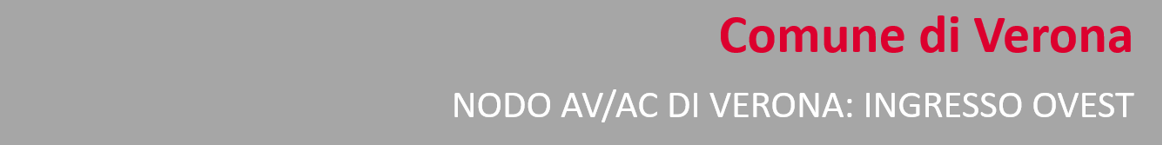 Comune di Verona
NODO AV/AC DI VERONA: INGRESSO OVEST